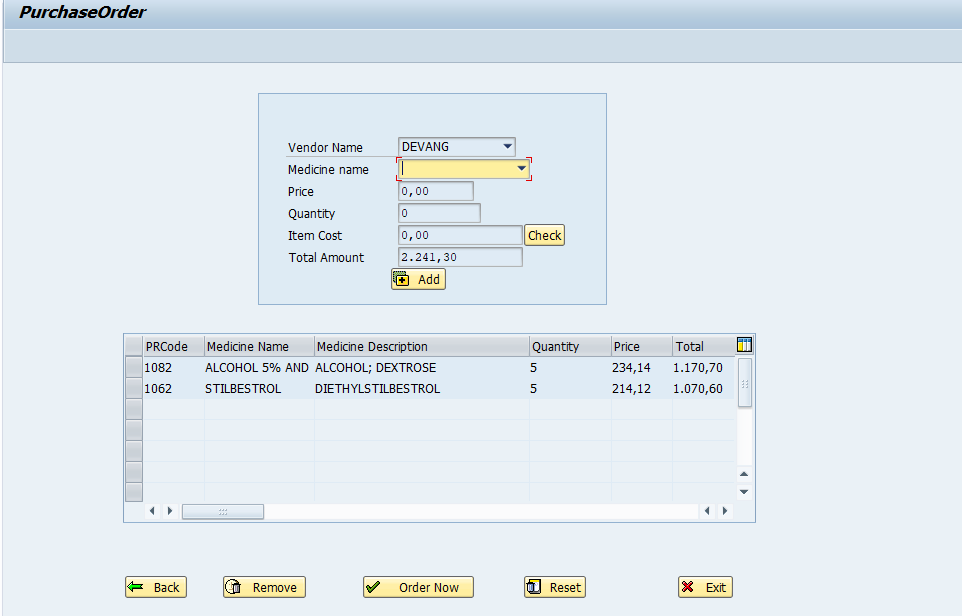 PurchaseOrder
Vendor Name DEVANG
Medicine name
Price 0,00
Quantity 0
Item Cost 0,00 Check
Total Amount 2.241,30
Add
PRCode Medicine Name Medicine Description Quantity Price Total
1082 ALCOHOL 5% AND ALCOHOL; DEXTROSE 5 234,14 1.170,70
1062 STILBESTROL DIETHYLSTILBESTROL 5 214,12 1.070,60
Back Remove Order Now Reset Exit